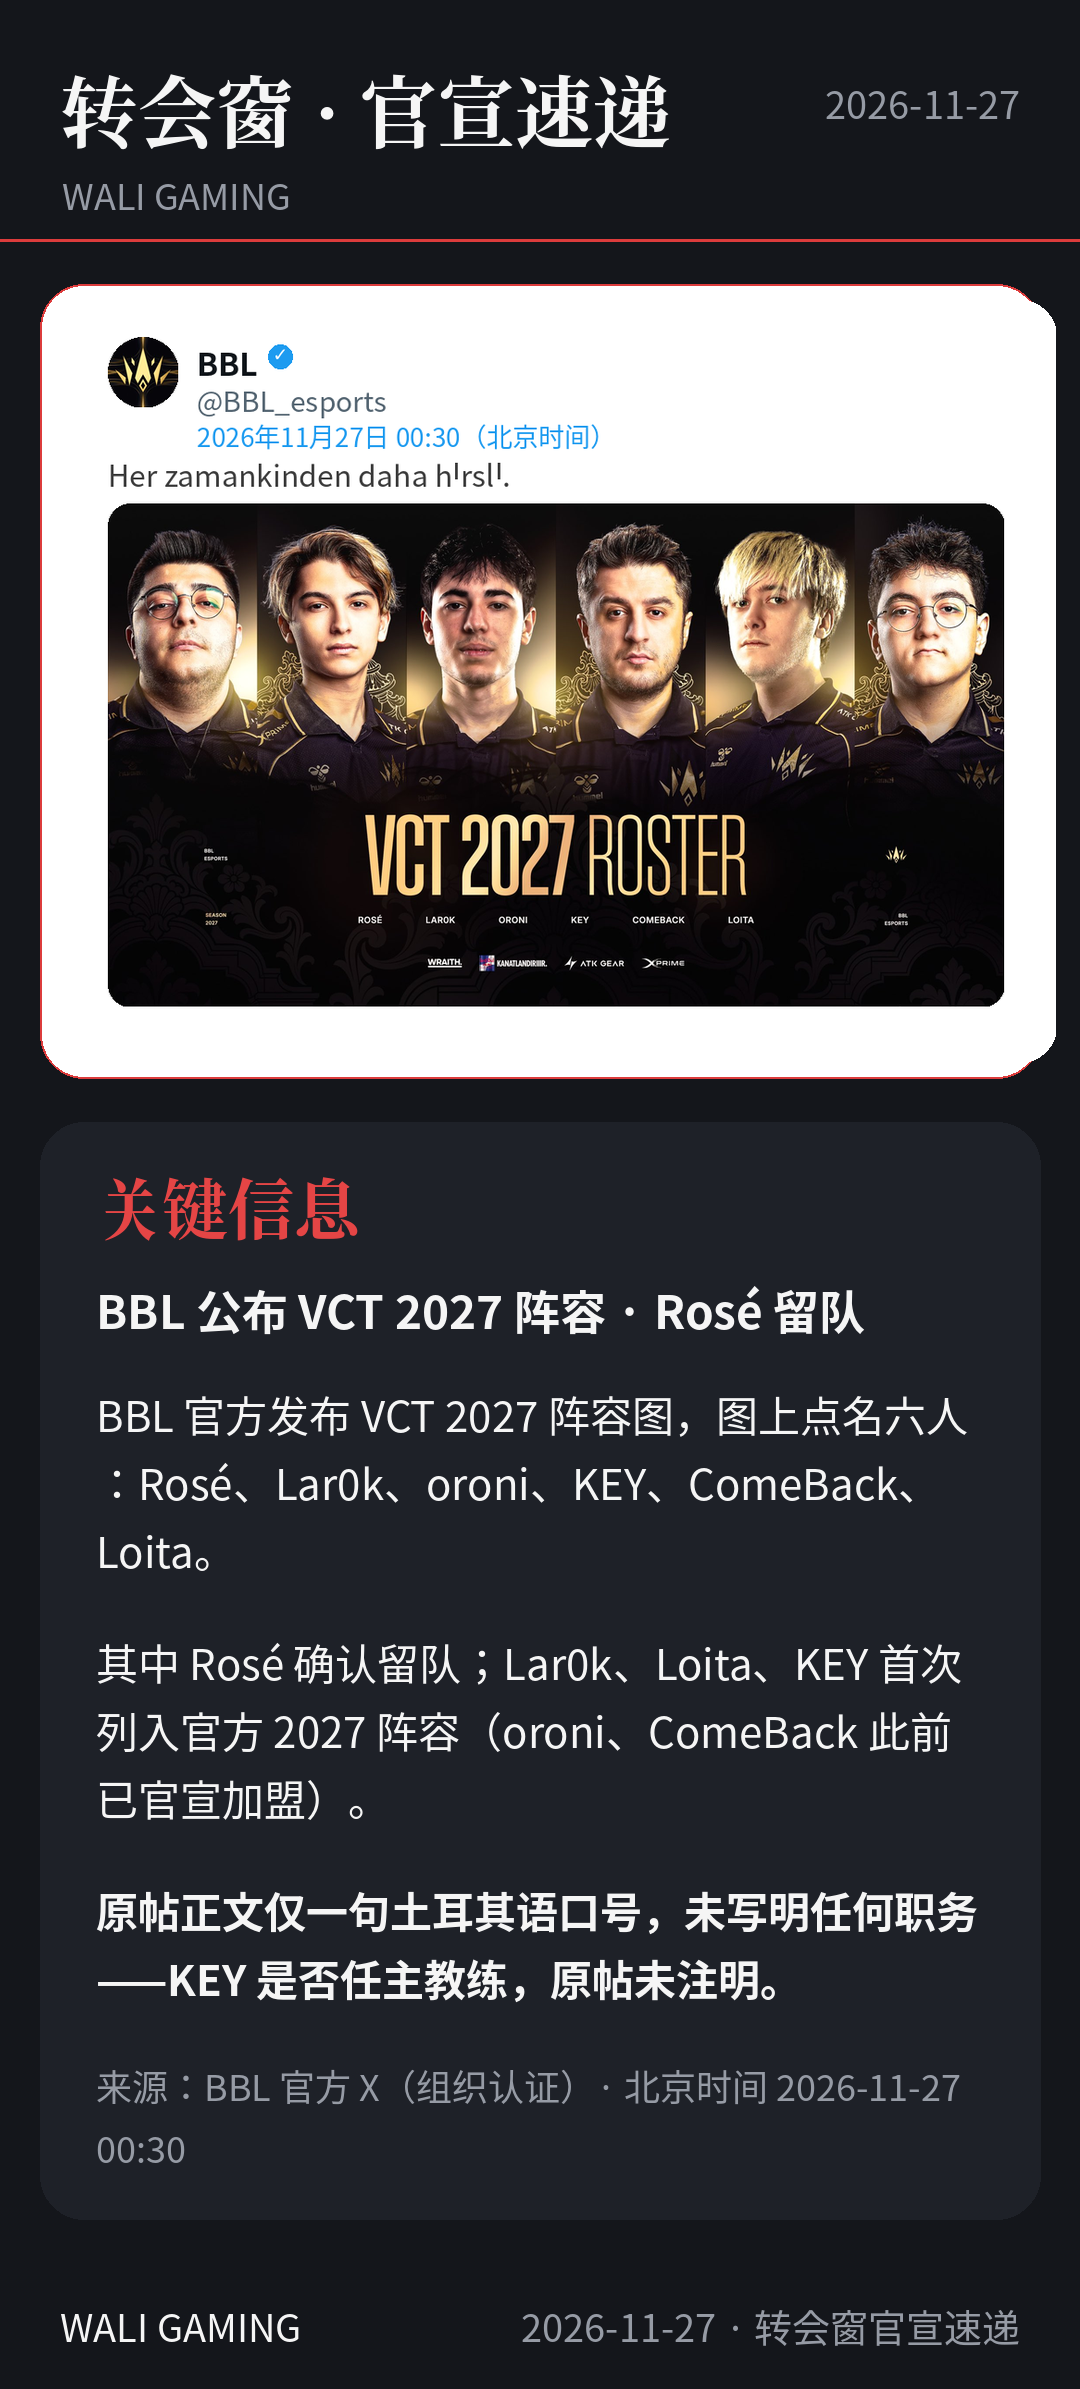 转会窗 · 官宣速递
2026-11-27
WALI GAMING
BBL
@BBL_esports
2026年11月27日 00:30（北京时间）
Her zamankinden daha hırslı.
BBL
ESPORTS
VCT 2027 ROSTER
SEASON
2027
ROSÉ LAR0K ORONI KEY COMEBACK LOITA
BBL
ESPORTS
WRAITH. KANATLANDIRIIIR. ATK GEAR XPRIME
关键信息
BBL 公布 VCT 2027 阵容 · Rosé 留队
BBL 官方发布 VCT 2027 阵容图，图上点名六人
：Rosé、Lar0k、oroni、KEY、ComeBack、
Loita。
其中 Rosé 确认留队；Lar0k、Loita、KEY 首次
列入官方 2027 阵容（oroni、ComeBack 此前
已官宣加盟）。
原帖正文仅一句土耳其语口号，未写明任何职务
——KEY 是否任主教练，原帖未注明。
来源：BBL 官方 X（组织认证）· 北京时间 2026-11-27
00:30
WALI GAMING
2026-11-27 · 转会窗官宣速递